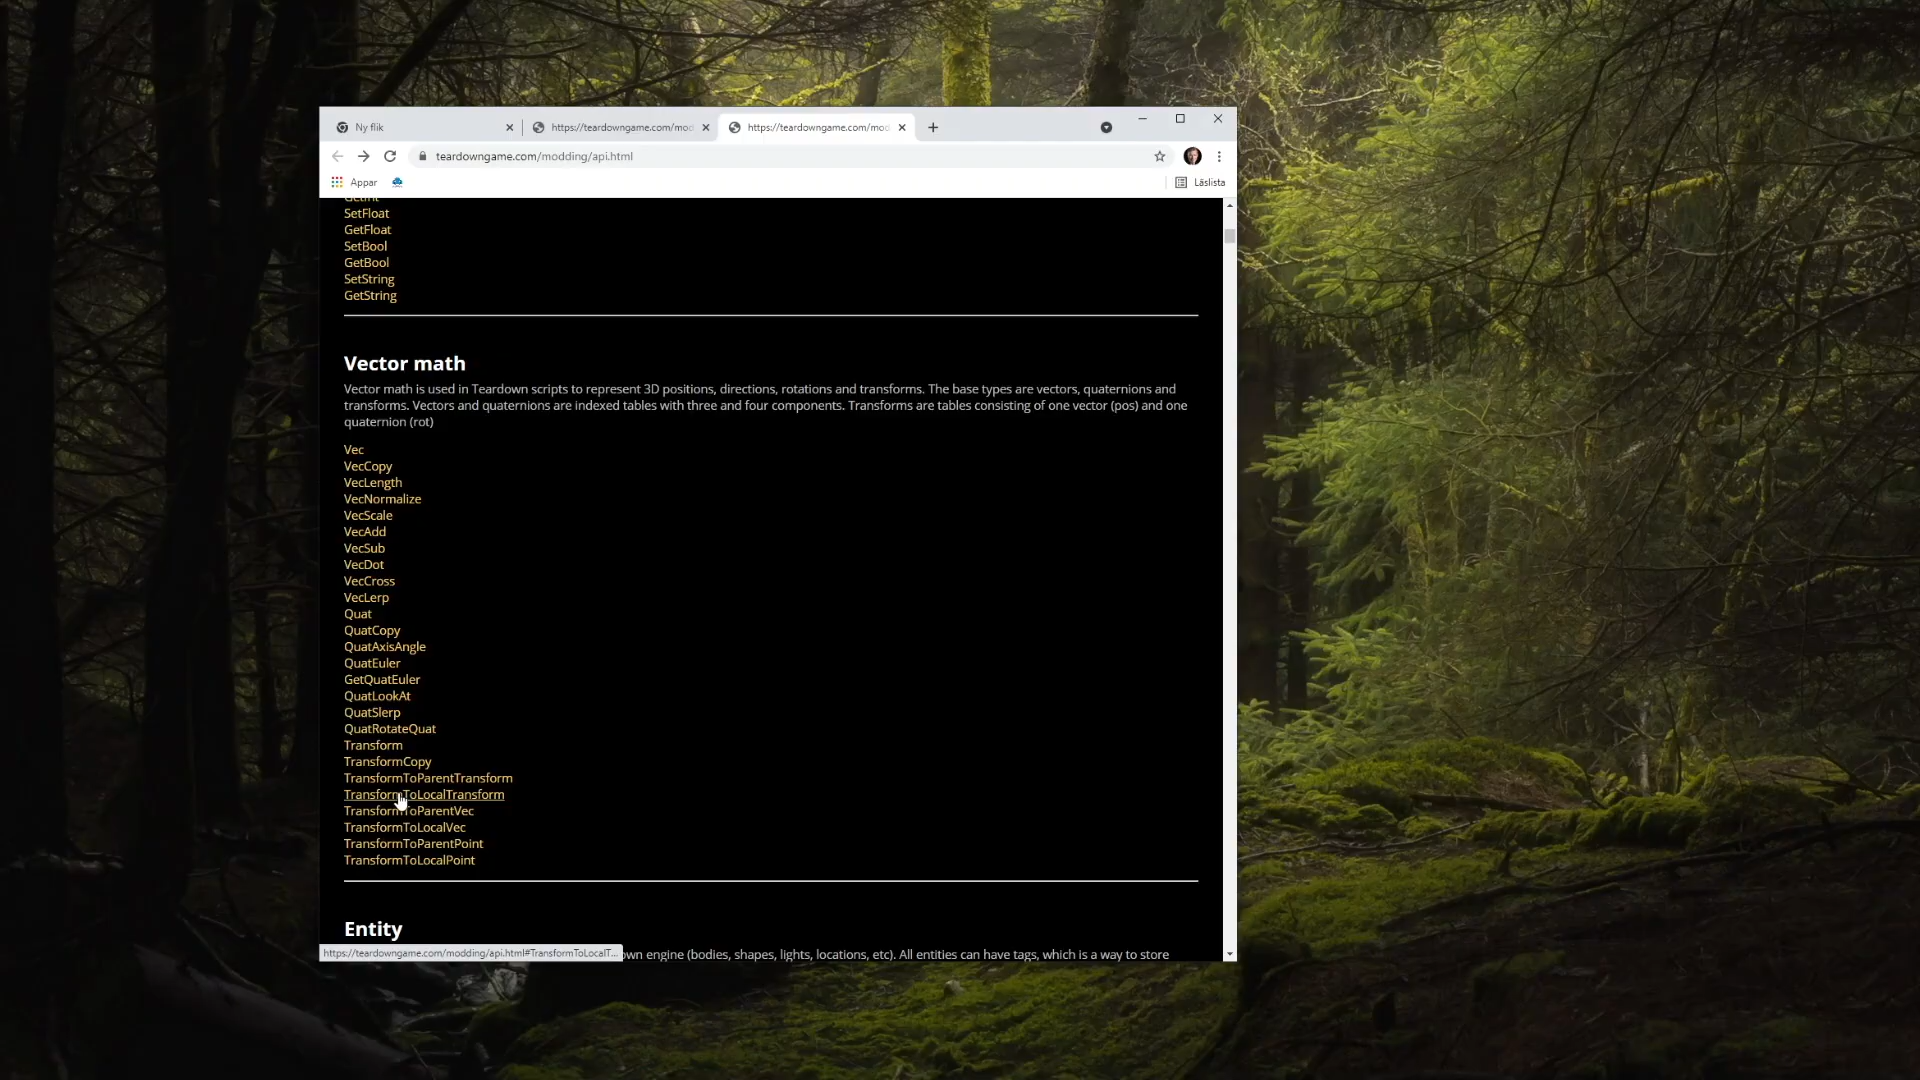 Ny flik
https://teardowngame.com/mod
https://teardowngame.com/mod
teardowngame.com/modding/api.html
Appar
Läslista
GetInt
SetFloat
GetFloat
SetBool
GetBool
SetString
GetString
Vector math
Vector math is used in Teardown scripts to represent 3D positions, directions, rotations and transforms. The base types are vectors, quaternions and
transforms. Vectors and quaternions are indexed tables with three and four components. Transforms are tables consisting of one vector (pos) and one
quaternion (rot)
Vec
VecCopy
VecLength
VecNormalize
VecScale
VecAdd
VecSub
VecDot
VecCross
VecLerp
Quat
QuatCopy
QuatAxisAngle
QuatEuler
GetQuatEuler
QuatLookAt
QuatSlerp
QuatRotateQuat
Transform
TransformCopy
TransformToParentTransform
TransformToLocalTransform
TransformToParentVec
TransformToLocalVec
TransformToParentPoint
TransformToLocalPoint
Entity
https://teardowngame.com/modding/api.html#TransformToLocalT...
own engine (bodies, shapes, lights, locations, etc). All entities can have tags, which is a way to store